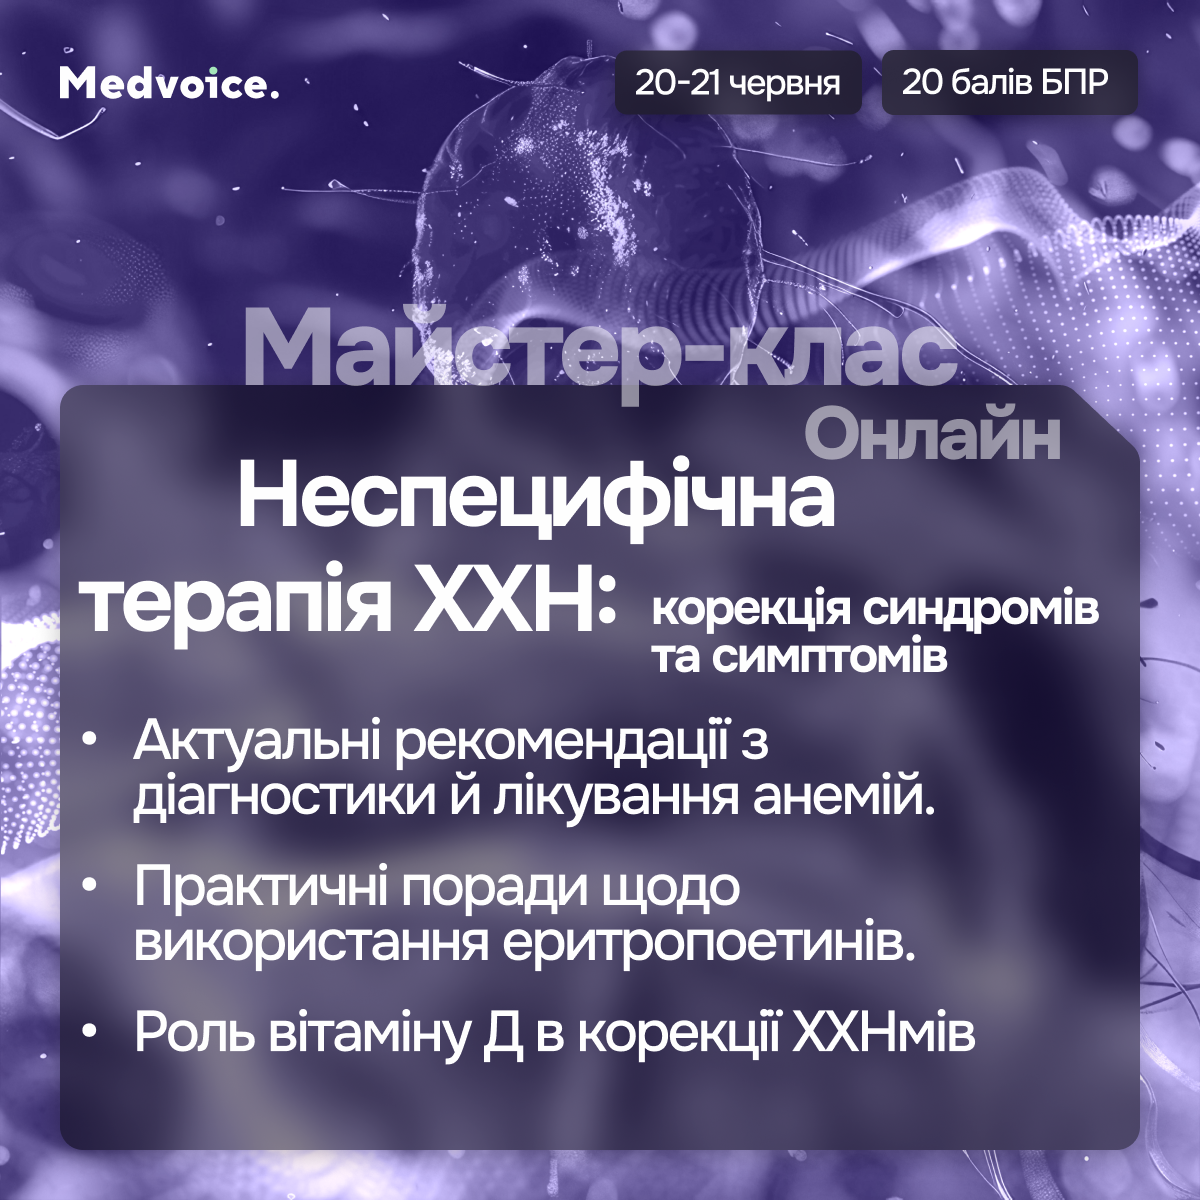 Medvoice.
20-21 червня
20 балів БПР
Майстер-клас
Онлайн
Неспецифічна
терапія ХХН:
корекція синдромів
та симптомів
• Актуальні рекомендації з
діагностики й лікування анемій.
• Практичні поради щодо
використання еритропоетинів.
• Роль вітаміну Д в корекції ХХНмів